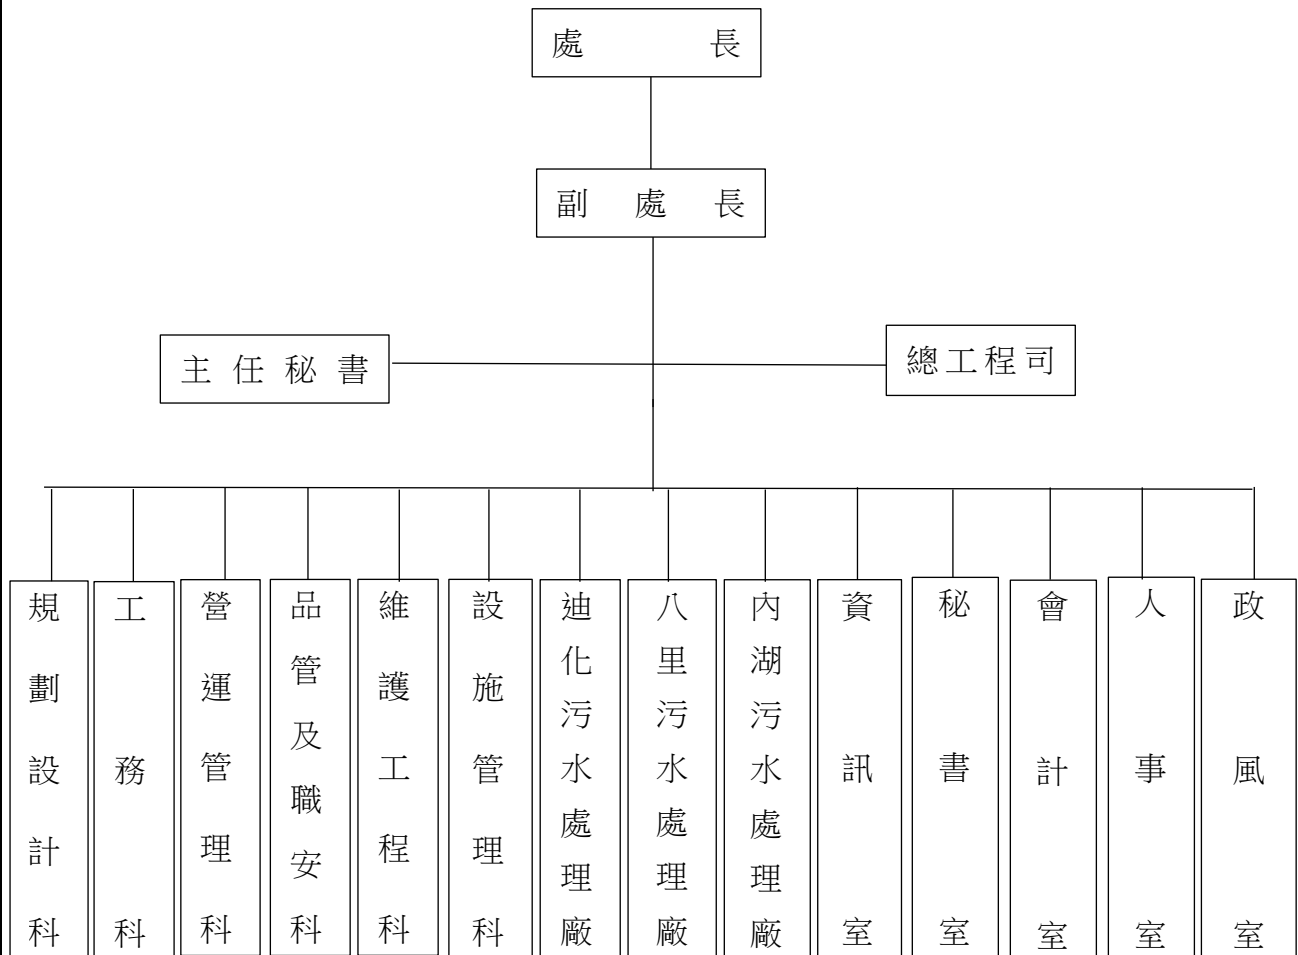 處長
副處長
主任秘書
總工程司
規劃設計科
工務科
營運管理科
品管及職安科
維護工程科
設施管理科
迪化污水處理廠
八里污水處理廠
內湖污水處理廠
資訊室
秘書室
會計室
人事室
政風室